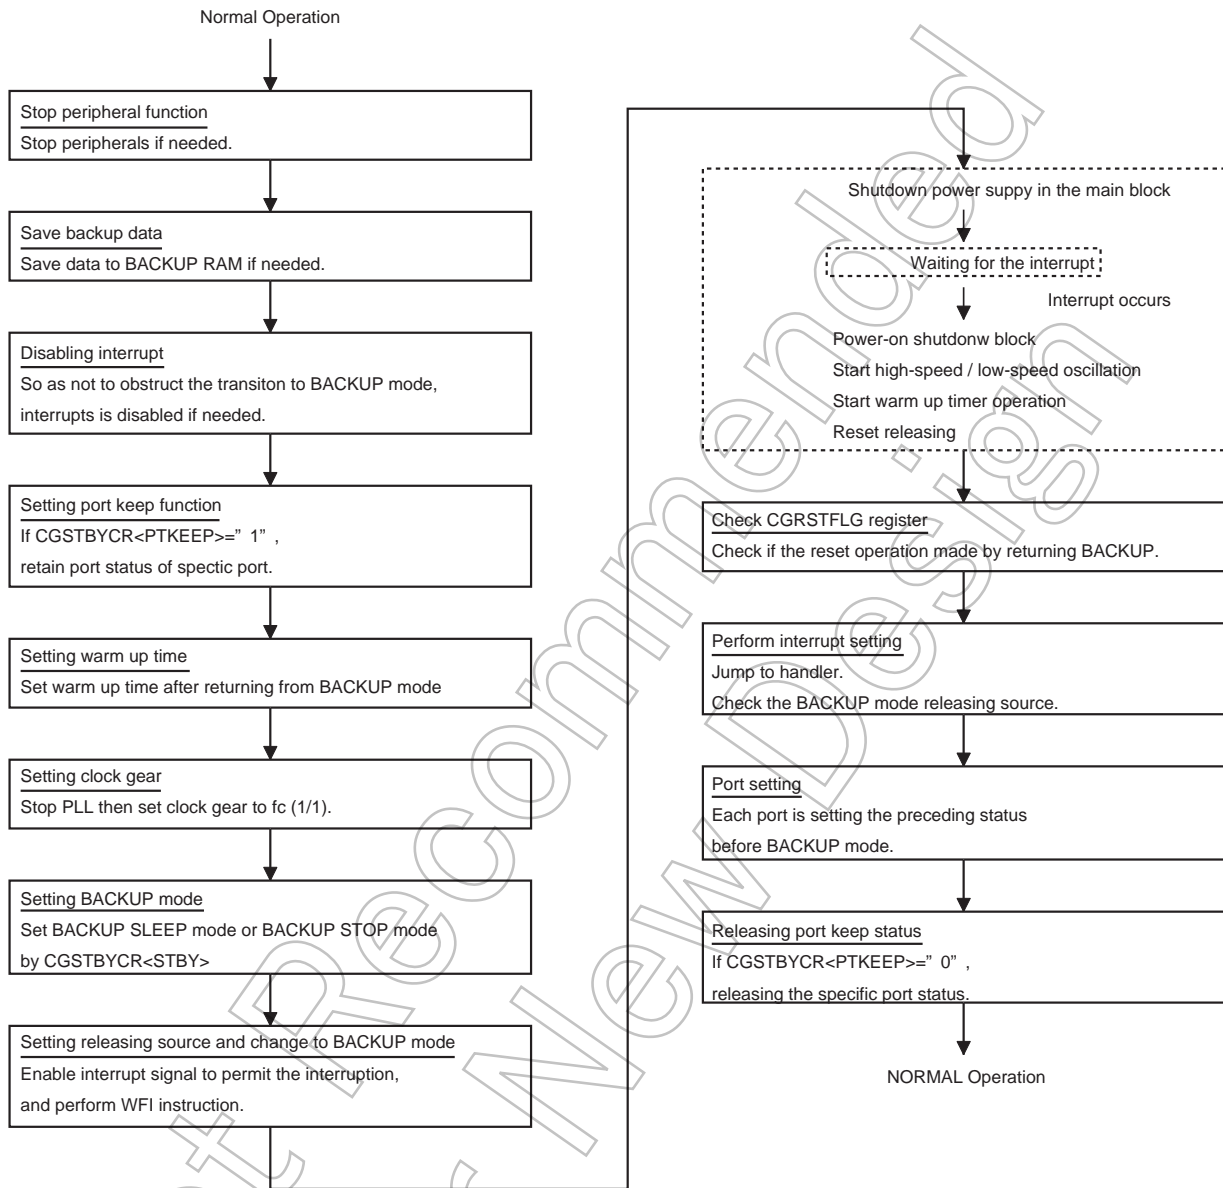 Normal Operation
Stop peripheral function
Stop peripherals if needed.
Save backup data
Save data to BACKUP RAM if needed.
Disabling interrupt
So as not to obstruct the transiton to BACKUP mode,
interrupts is disabled if needed.
Setting port keep function
If CGSTBYCR<PTKEEP>=” 1” ,
retain port status of spectic port.
Setting warm up time
Set warm up time after returning from BACKUP mode
Setting clock gear
Stop PLL then set clock gear to fc (1/1).
Setting BACKUP mode
Set BACKUP SLEEP mode or BACKUP STOP mode
by CGSTBYCR<STBY>
Setting releasing source and change to BACKUP mode
Enable interrupt signal to permit the interruption,
and perform WFI instruction.
Shutdown power suppy in the main block
Waiting for the interrupt
Interrupt occurs
Power-on shutdonw block
Start high-speed / low-speed oscillation
Start warm up timer operation
Reset releasing
Check CGRSTFLG register
Check if the reset operation made by returning BACKUP.
Perform interrupt setting
Jump to handler.
Check the BACKUP mode releasing source.
Port setting
Each port is setting the preceding status
before BACKUP mode.
Releasing port keep status
If CGSTBYCR<PTKEEP>=” 0” ,
releasing the specific port status.
NORMAL Operation
Recommended
New Design